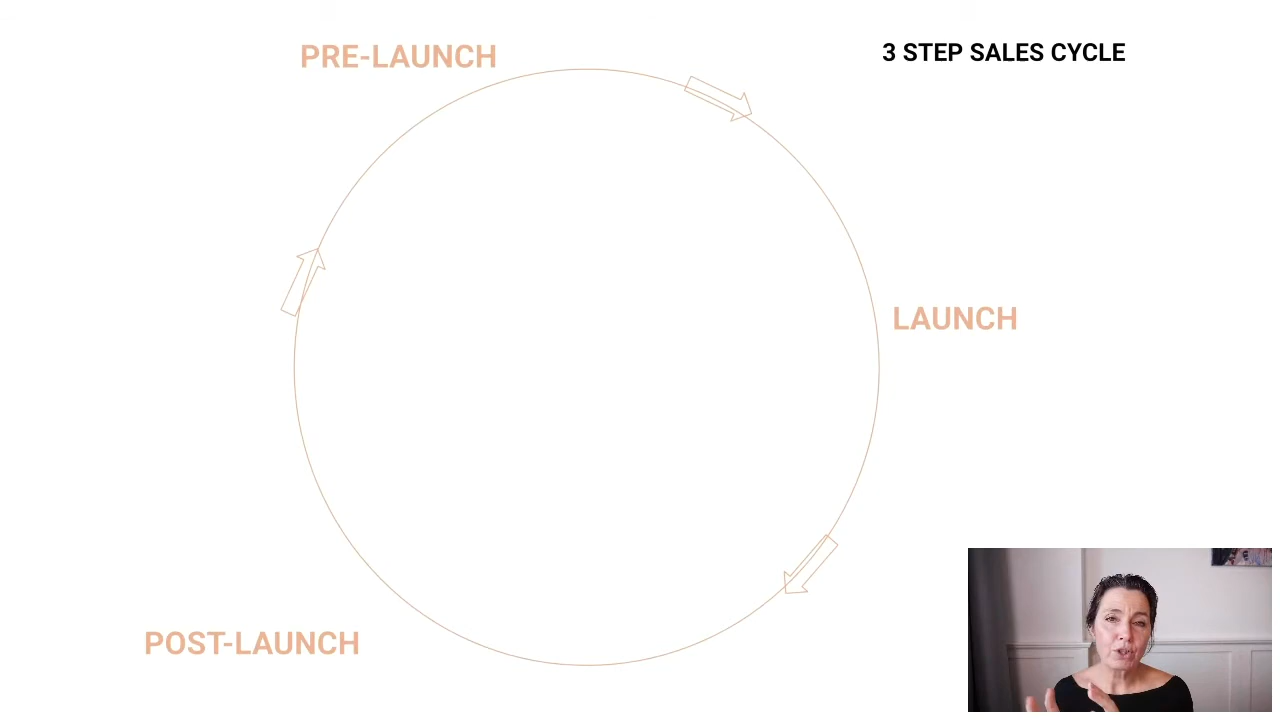 PRE-LAUNCH
3 STEP SALES CYCLE
LAUNCH
POST-LAUNCH